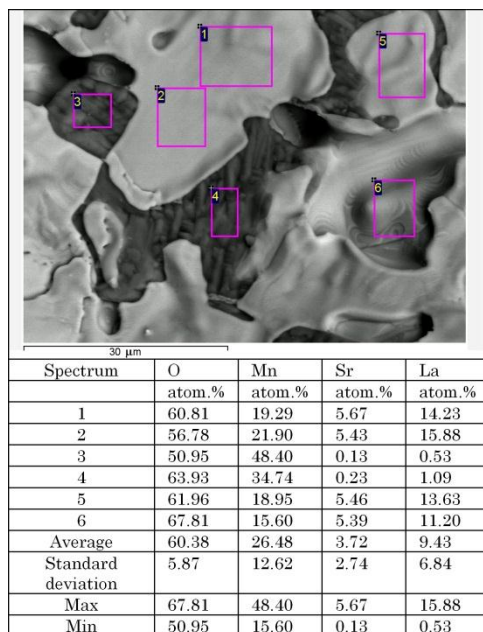 1
5
2
3
4
6
30 μm
Spectrum O Mn Sr La
atom.% atom.% atom.% atom.%
1 60.81 19.29 5.67 14.23
2 56.78 21.90 5.43 15.88
3 50.95 48.40 0.13 0.53
4 63.93 34.74 0.23 1.09
5 61.96 18.95 5.46 13.63
6 67.81 15.60 5.39 11.20
Average 60.38 26.48 3.72 9.43
Standard 5.87 12.62 2.74 6.84
deviation
Max 67.81 48.40 5.67 15.88
Min 50.95 15.60 0.13 0.53